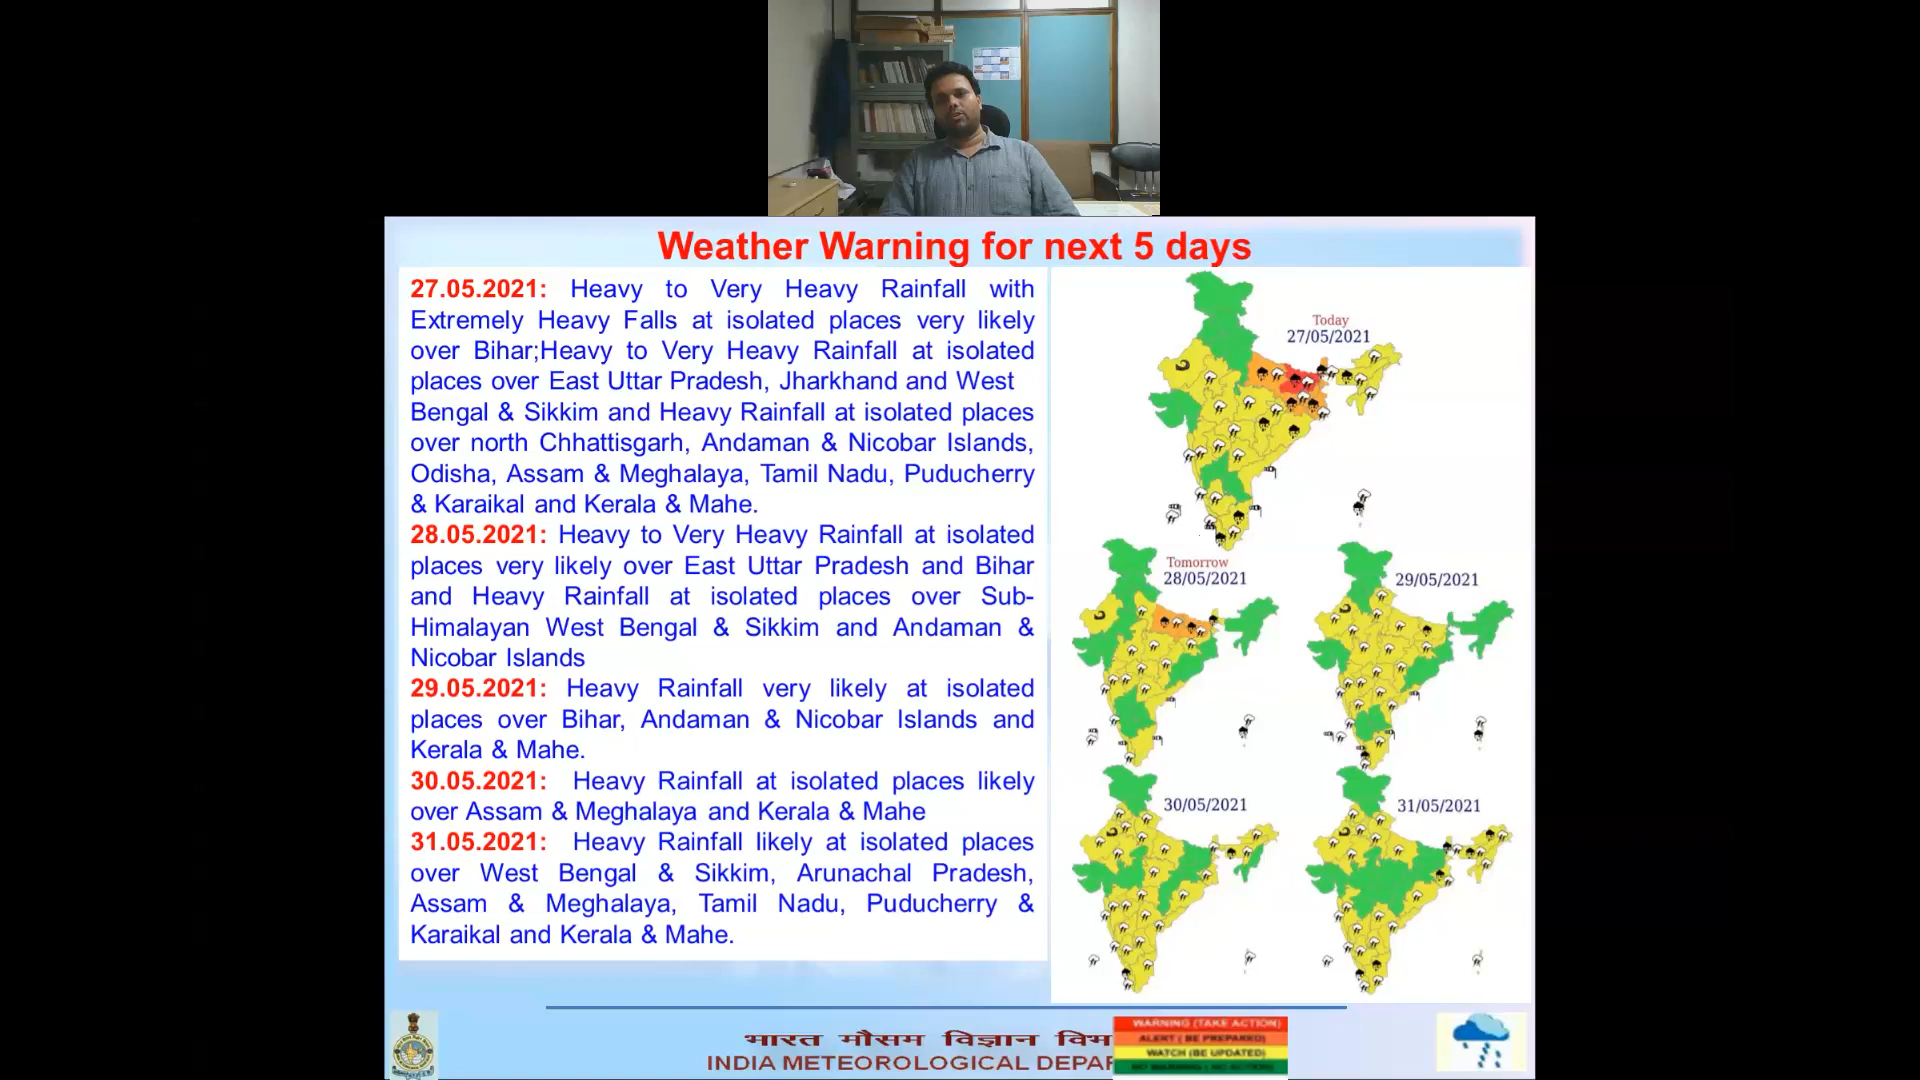 Weather Warning for next 5 days
27.05.2021: Heavy to Very Heavy Rainfall with
Extremely Heavy Falls at isolated places very likely
over Bihar;Heavy to Very Heavy Rainfall at isolated
places over East Uttar Pradesh, Jharkhand and West
Bengal & Sikkim and Heavy Rainfall at isolated places
over north Chhattisgarh, Andaman & Nicobar Islands,
Odisha, Assam & Meghalaya, Tamil Nadu, Puducherry
& Karaikal and Kerala & Mahe.
28.05.2021: Heavy to Very Heavy Rainfall at isolated
places very likely over East Uttar Pradesh and Bihar
and Heavy Rainfall at isolated places over Sub-
Himalayan West Bengal & Sikkim and Andaman &
Nicobar Islands
29.05.2021: Heavy Rainfall very likely at isolated
places over Bihar, Andaman & Nicobar Islands and
Kerala & Mahe.
30.05.2021: Heavy Rainfall at isolated places likely
over Assam & Meghalaya and Kerala & Mahe
31.05.2021: Heavy Rainfall likely at isolated places
over West Bengal & Sikkim, Arunachal Pradesh,
Assam & Meghalaya, Tamil Nadu, Puducherry &
Karaikal and Kerala & Mahe.
Today
27/05/2021
Tomorrow
28/05/2021
29/05/2021
30/05/2021
31/05/2021
भारत मौसम विज्ञान विभ
INDIA METEOROLOGICAL DEPAR
WARNING (TAKE ACTION)
ALERT ( BE PREPARED)
WATCH (BE UPDATED)
NO WARNING ( NO ACTION)